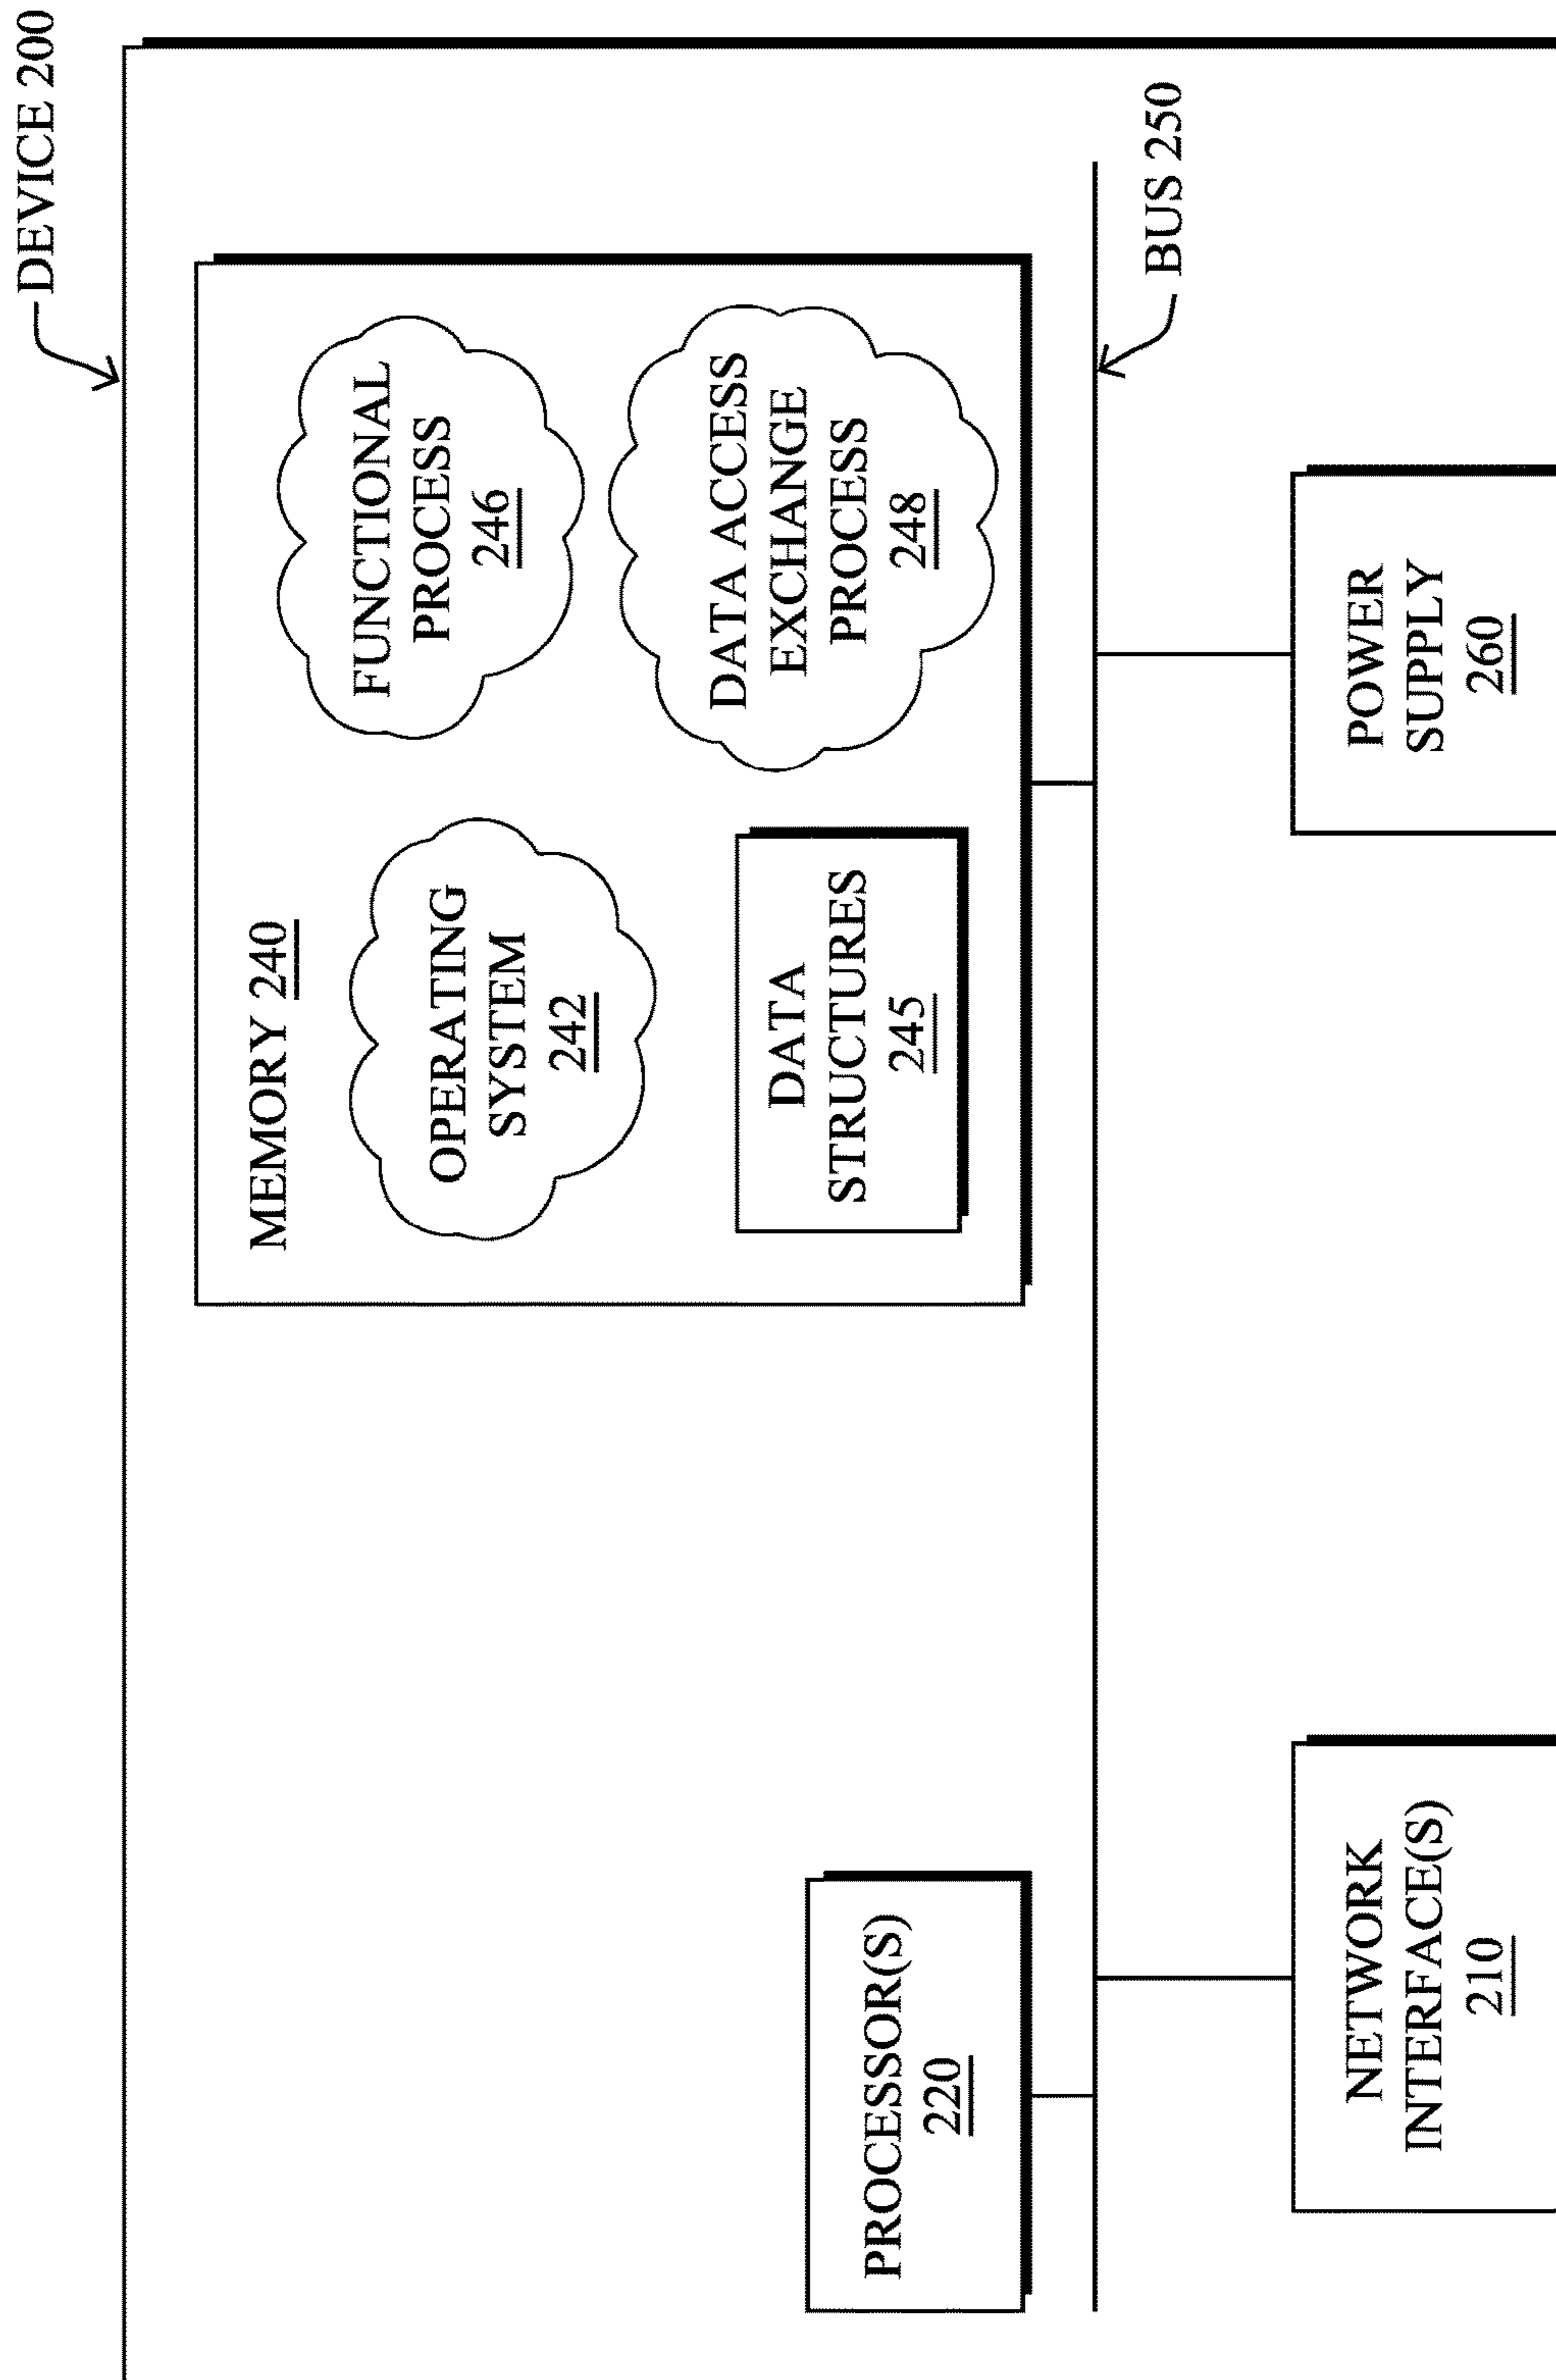 DEVICE 200
MEMORY 240
OPERATING
SYSTEM
242
FUNCTIONAL
PROCESS
246
DATA
STRUCTURES
245
DATA ACCESS
EXCHANGE
PROCESS
248
PROCESSOR(S)
220
BUS 250
NETWORK
INTERFACE(S)
210
POWER
SUPPLY
260